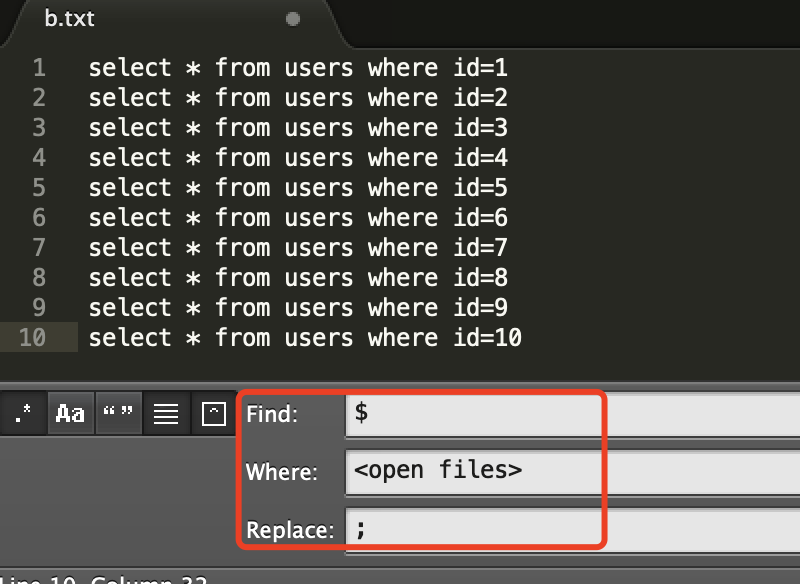 b.txt
1 select * from users where id=1
2 select * from users where id=2
3 select * from users where id=3
4 select * from users where id=4
5 select * from users where id=5
6 select * from users where id=6
7 select * from users where id=7
8 select * from users where id=8
9 select * from users where id=9
10 select * from users where id=10
.* Aa “” Find: $
Where: <open files>
Replace: ;
Line 10, Column 32